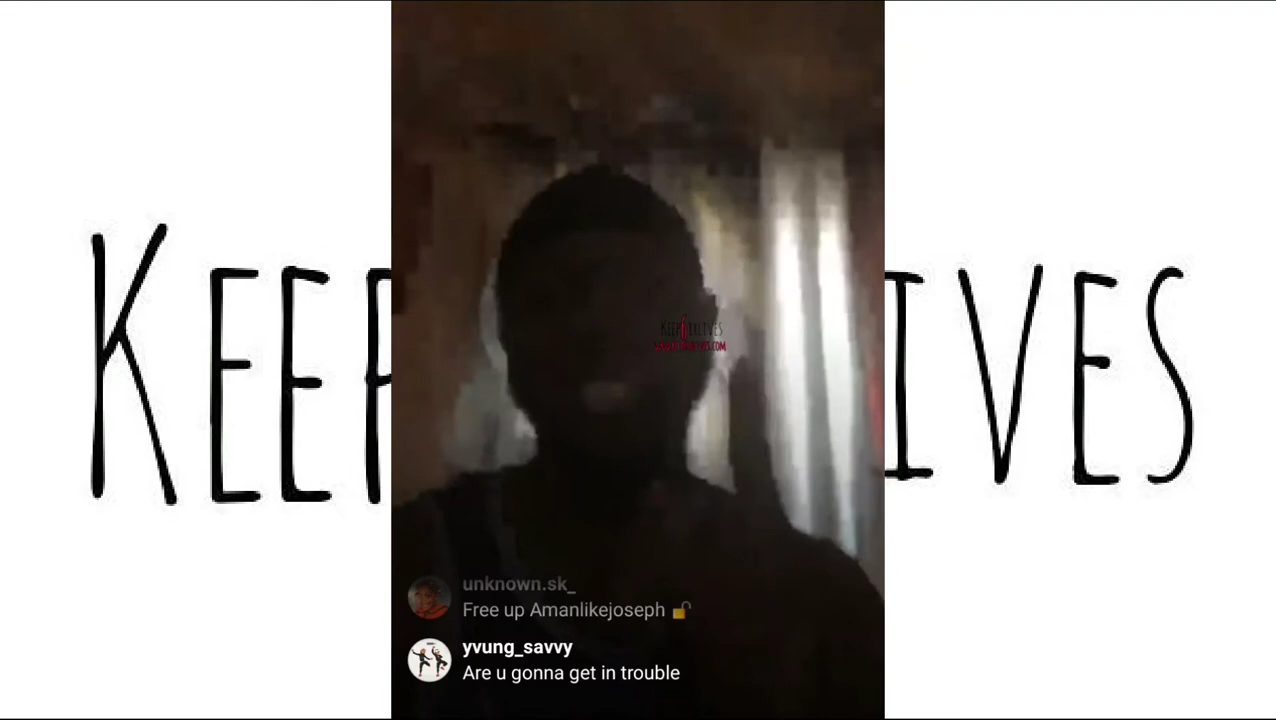 KEEP
IVES
unknown.sk_
Free up Amanlikejoseph 🔓
yvung_savvy
Are u gonna get in trouble